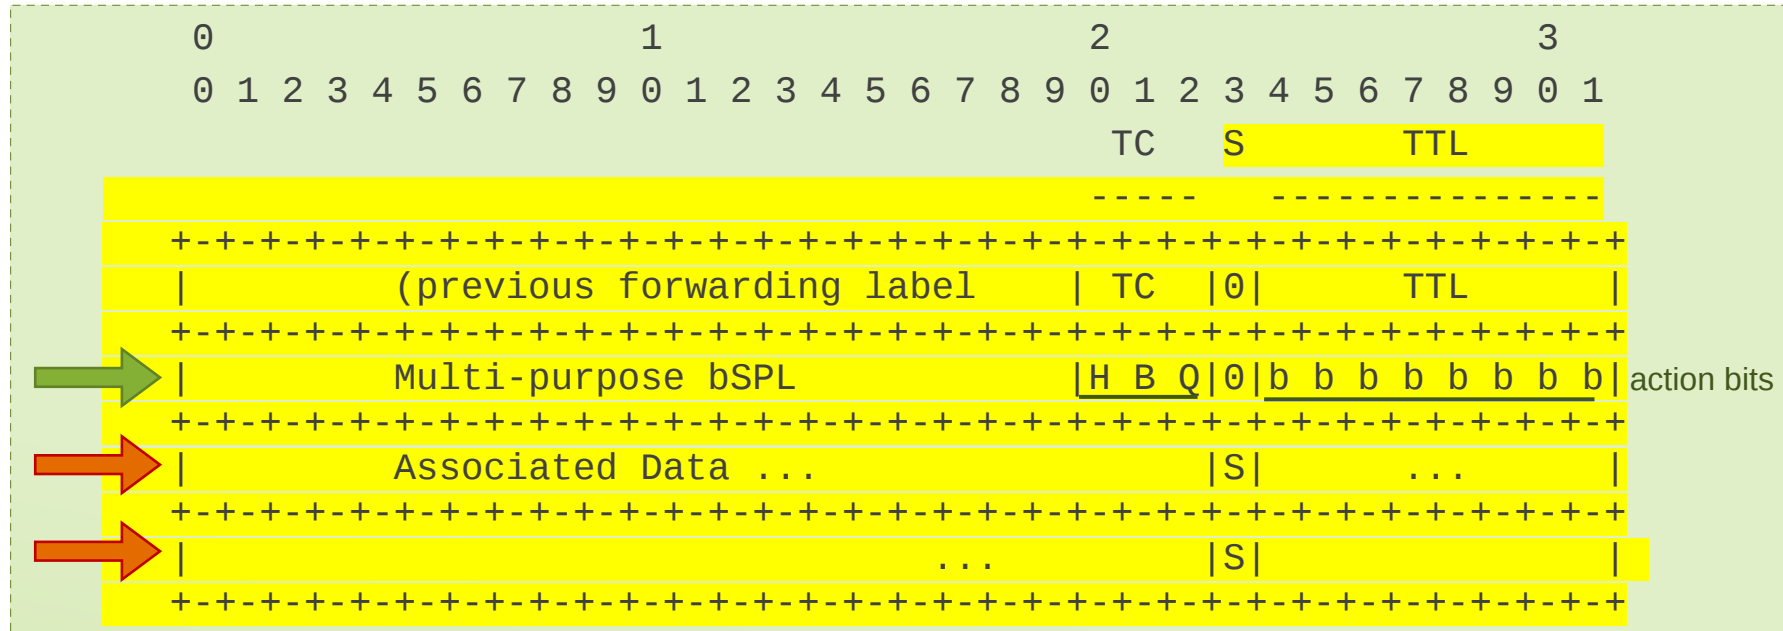 0                   1                   2                   3
0 1 2 3 4 5 6 7 8 9 0 1 2 3 4 5 6 7 8 9 0 1 2 3 4 5 6 7 8 9 0 1
TC   S       TTL
-----   ---------------
+-+-+-+-+-+-+-+-+-+-+-+-+-+-+-+-+-+-+-+-+-+-+-+-+-+-+-+-+-+-+-+-+
|         (previous forwarding label    | TC  |0|      TTL      |
+-+-+-+-+-+-+-+-+-+-+-+-+-+-+-+-+-+-+-+-+-+-+-+-+-+-+-+-+-+-+-+-+
|         Multi-purpose bSPL            |H B Q|0|b b b b b b b b| action bits
+-+-+-+-+-+-+-+-+-+-+-+-+-+-+-+-+-+-+-+-+-+-+-+-+-+-+-+-+-+-+-+-+
|         Associated Data ...                 |S|      ...      |
+-+-+-+-+-+-+-+-+-+-+-+-+-+-+-+-+-+-+-+-+-+-+-+-+-+-+-+-+-+-+-+-+
|                                 ...         |S|               |
+-+-+-+-+-+-+-+-+-+-+-+-+-+-+-+-+-+-+-+-+-+-+-+-+-+-+-+-+-+-+-+-+